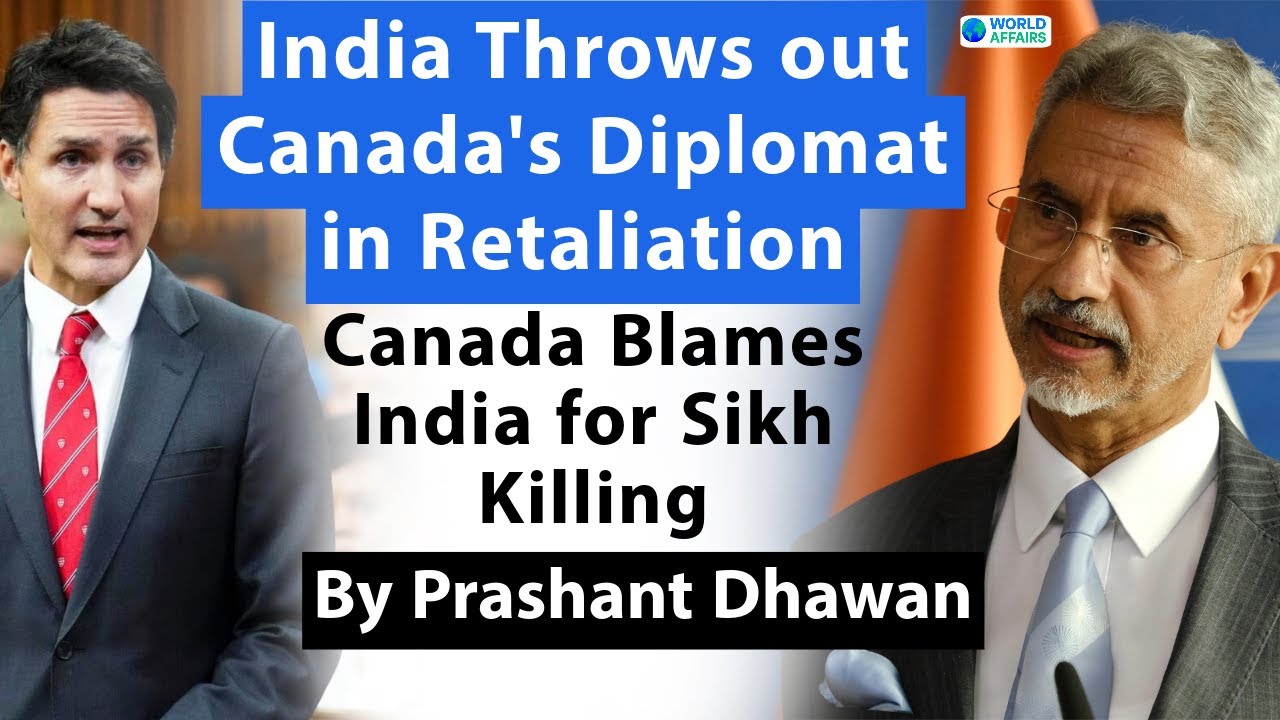 India Throws out
Canada's Diplomat
in Retaliation
WORLD
AFFAIRS
Canada Blames
India for Sikh
Killing
By Prashant Dhawan